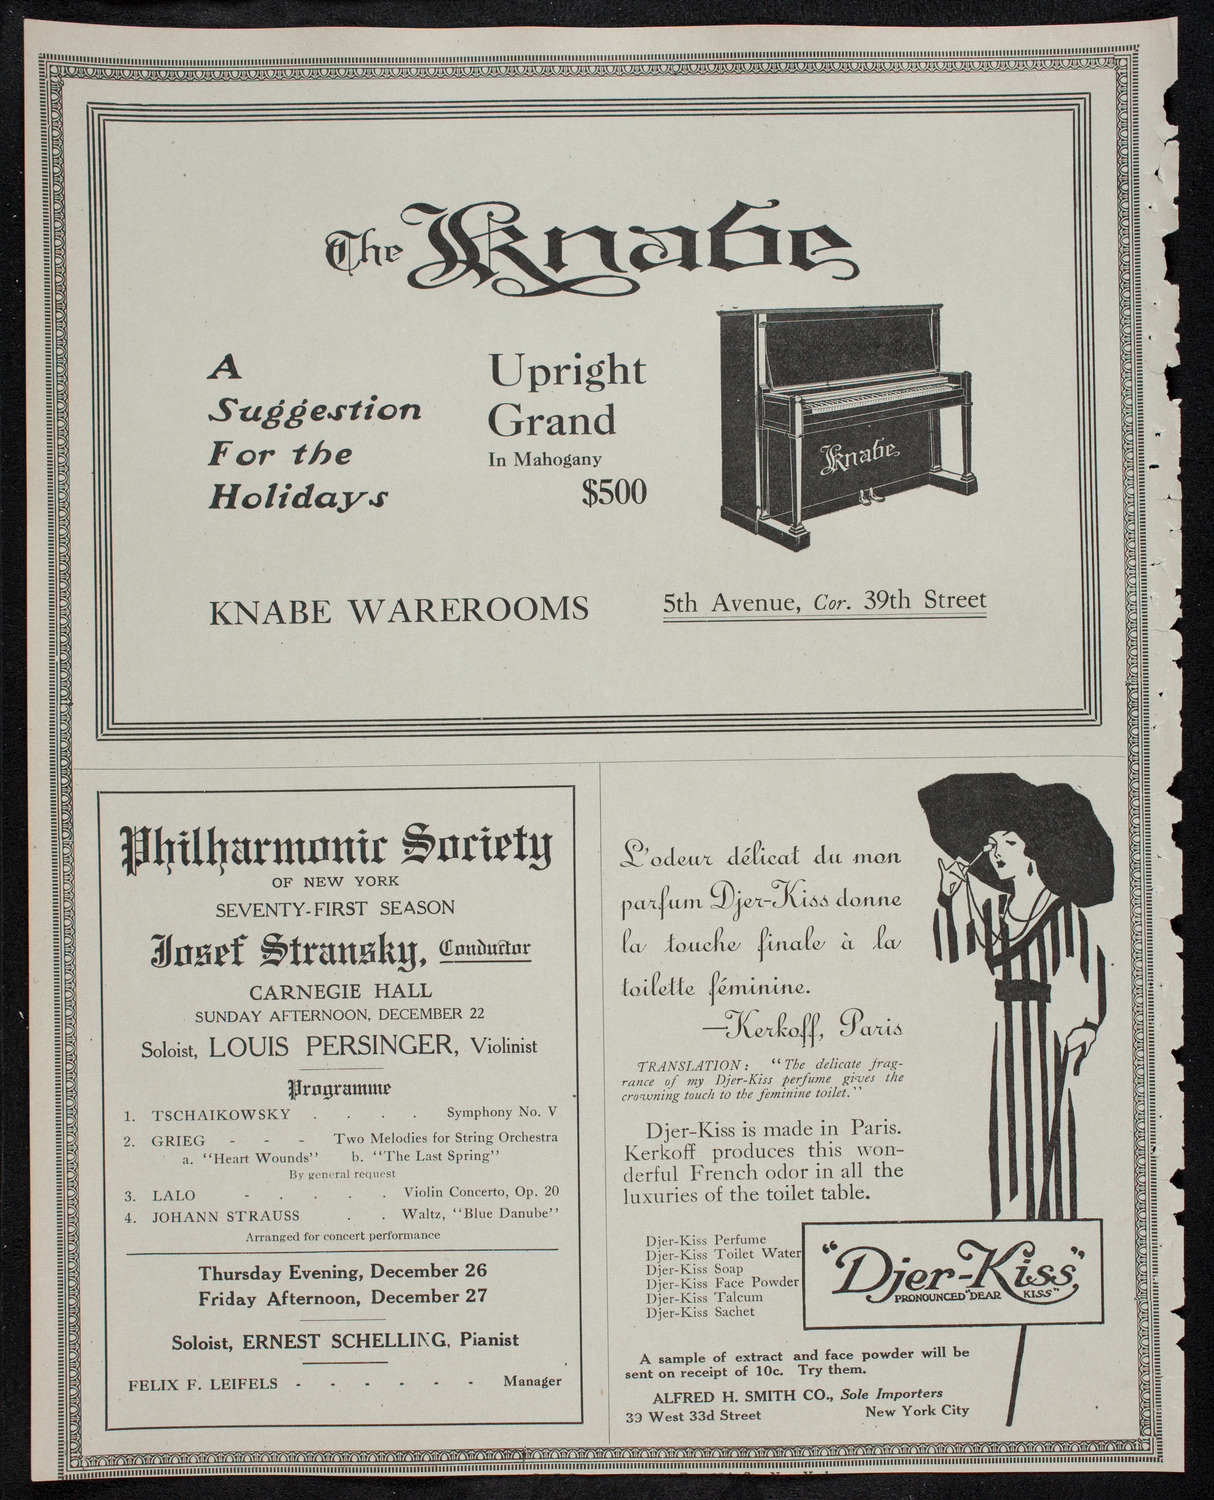 The Knabe
A
Suggestion
For the
Holidays
Upright
Grand
In Mahogany
$500
Knabe
KNABE WAREROOMS
5th Avenue, Cor. 39th Street
Philharmonic Society
OF NEW YORK
SEVENTY-FIRST SEASON
Josef Stransky, Conductor
CARNEGIE HALL
SUNDAY AFTERNOON, DECEMBER 22
Soloist, LOUIS PERSINGER, Violinist
Programme
1. TSCHAIKOWSKY . . . . Symphony No. V
2. GRIEG - - - Two Melodies for String Orchestra
a. "Heart Wounds" b. "The Last Spring"
By general request
3. LALO - . . . . Violin Concerto, Op. 20
4. JOHANN STRAUSS . . Waltz, "Blue Danube"
Arranged for concert performance
Thursday Evening, December 26
Friday Afternoon, December 27
Soloist, ERNEST SCHELLING, Pianist
FELIX F. LEIFELS - - - - - - Manager
L'odeur délicat du mon
parfum Djer-Kiss donne
la touche finale à la
toilette féminine.
—Kerkoff, Paris
TRANSLATION: "The delicate frag-
rance of my Djer-Kiss perfume gives the
crowning touch to the feminine toilet."
Djer-Kiss is made in Paris.
Kerkoff produces this won-
derful French odor in all the
luxuries of the toilet table.
Djer-Kiss Perfume
Djer-Kiss Toilet Water
Djer-Kiss Soap
Djer-Kiss Face Powder
Djer-Kiss Talcum
Djer-Kiss Sachet
"Djer-Kiss"
PRONOUNCED "DEAR KISS"
A sample of extract and face powder will be
sent on receipt of 10c. Try them.
ALFRED H. SMITH CO., Sole Importers
39 West 33d Street New York City